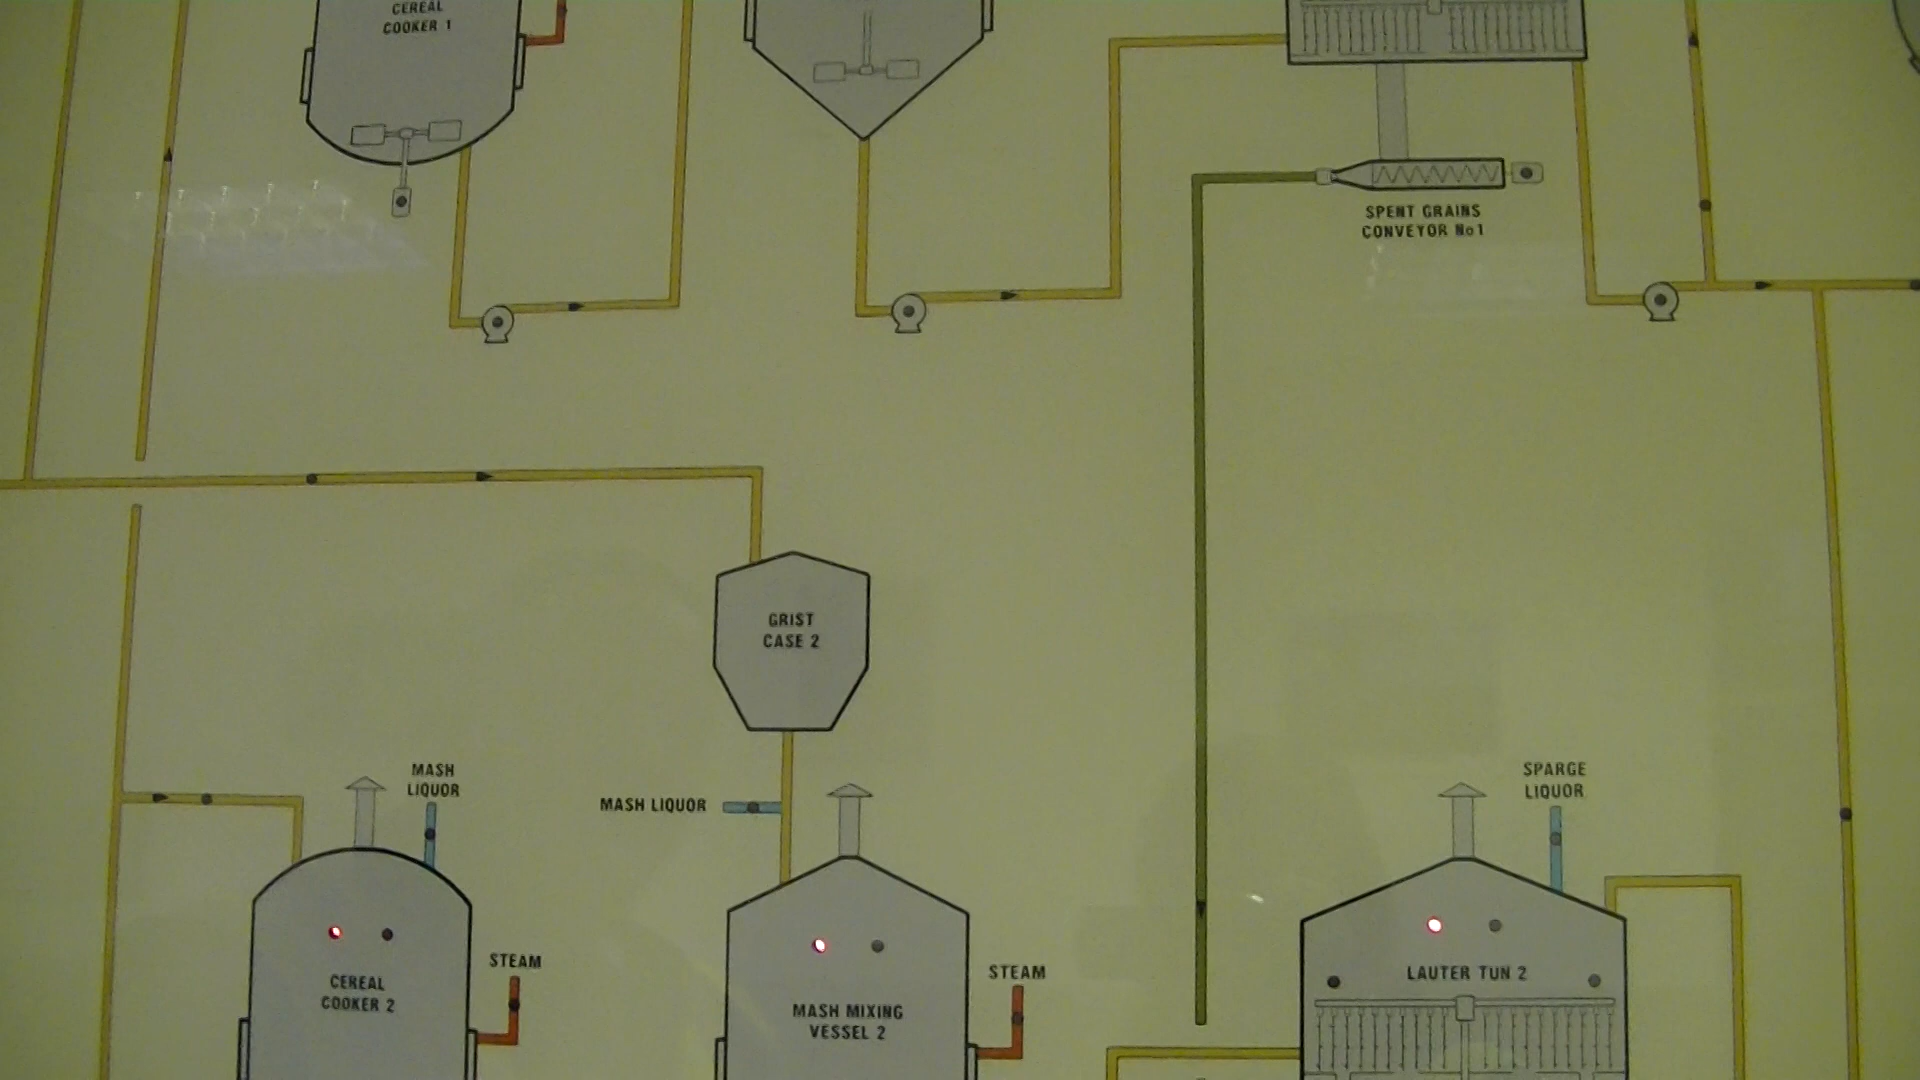 CEREAL
COOKER 1
SPENT GRAINS
CONVEYOR No1
GRIST
CASE 2
MASH
LIQUOR
MASH LIQUOR
SPARGE
LIQUOR
STEAM
STEAM
CEREAL
COOKER 2
MASH MIXING
VESSEL 2
LAUTER TUN 2